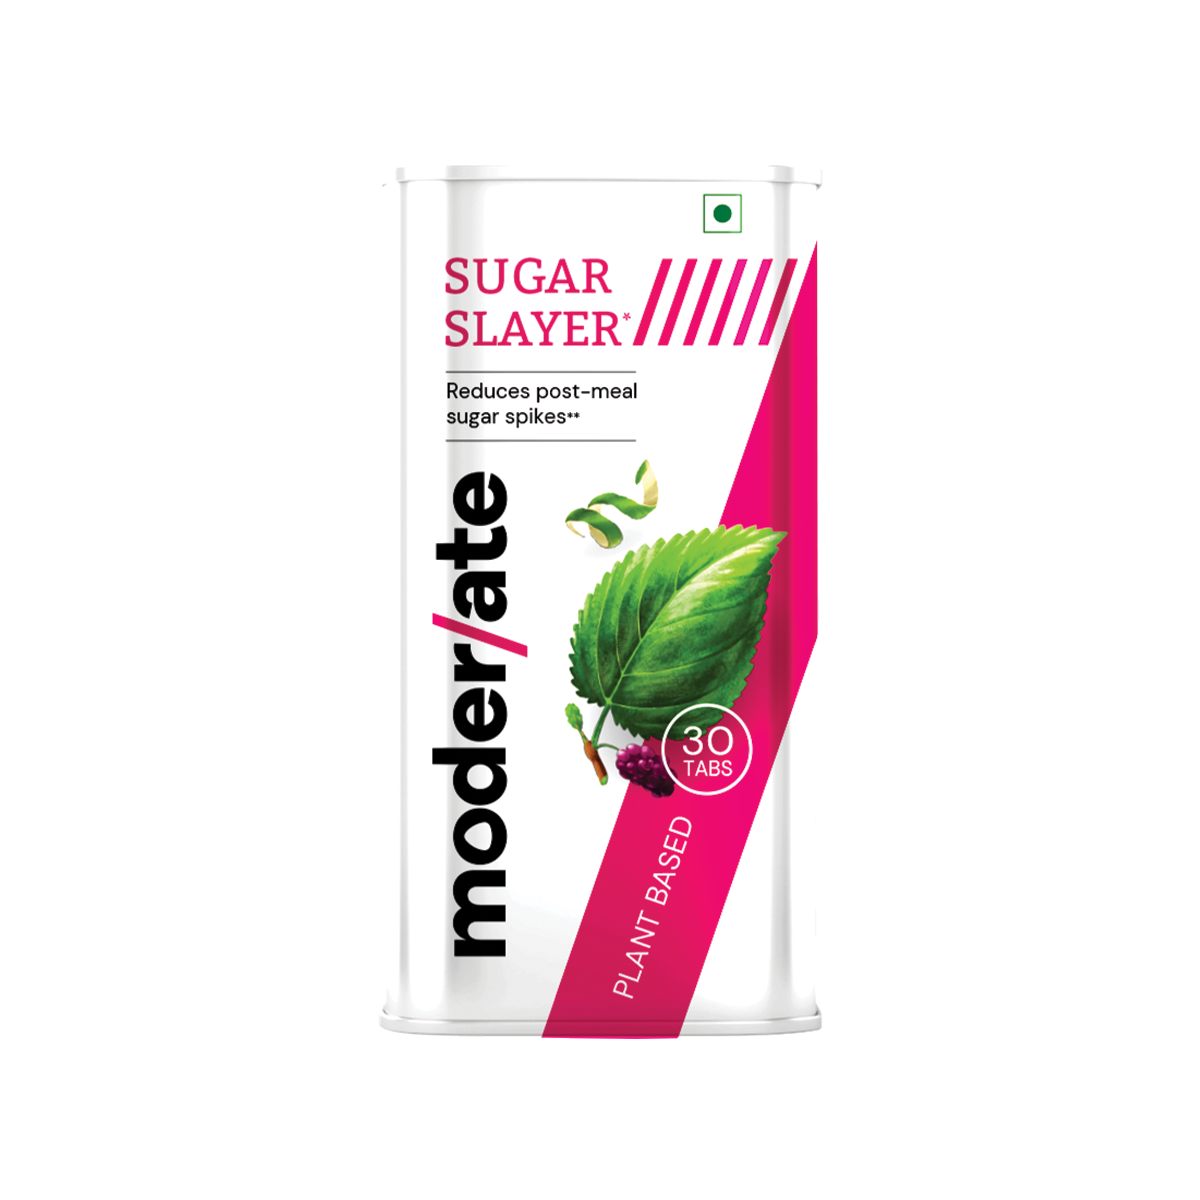 SUGAR
SLAYER*
Reduces post-meal
sugar spikes**
moder/ate
30
TABS
PLANT BASED